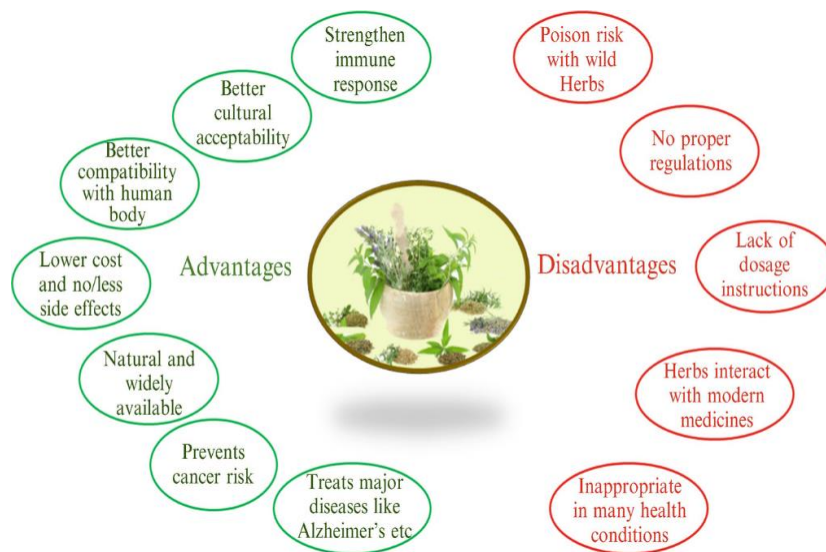 Strengthen
immune
response
Better
cultural
acceptability
Better
compatibility
with human
body
Lower cost
and no/less
side effects
Natural and
widely
available
Prevents
cancer risk
Treats major
diseases like
Alzheimer's etc
Advantages
Disadvantages
Poison risk
with wild
Herbs
No proper
regulations
Lack of
dosage
instructions
Herbs interact
with modern
medicines
Inappropriate
in many health
conditions